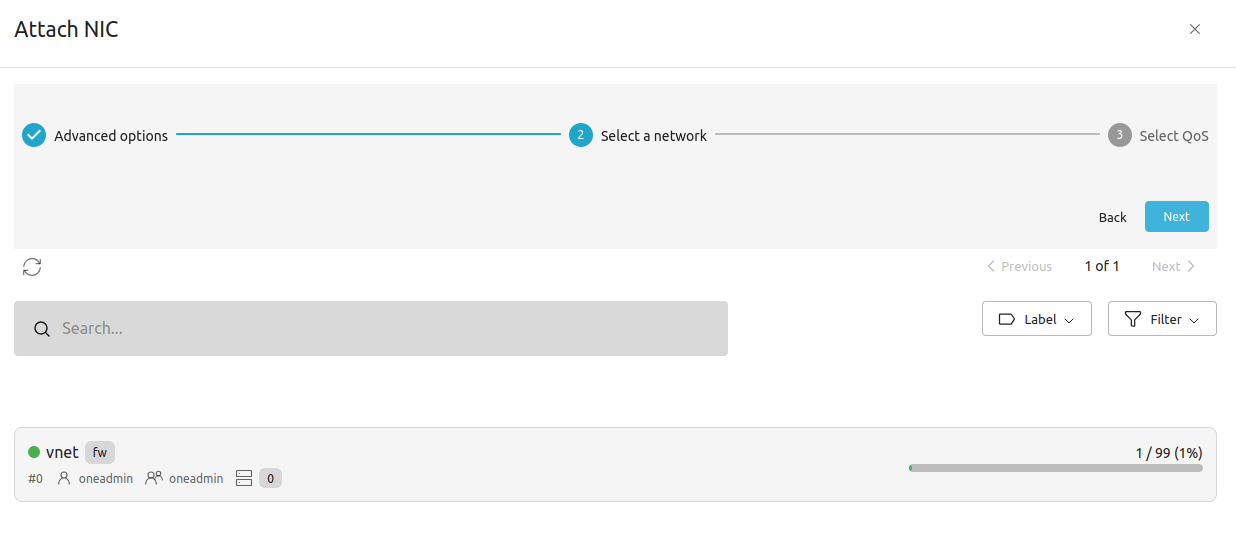 Attach NIC
Advanced options
2 Select a network
3 Select QoS
Back Next
Previous 1 of 1 Next
Search...
Label Filter
vnet fw
1 / 99 (1%)
#0 oneadmin oneadmin 0